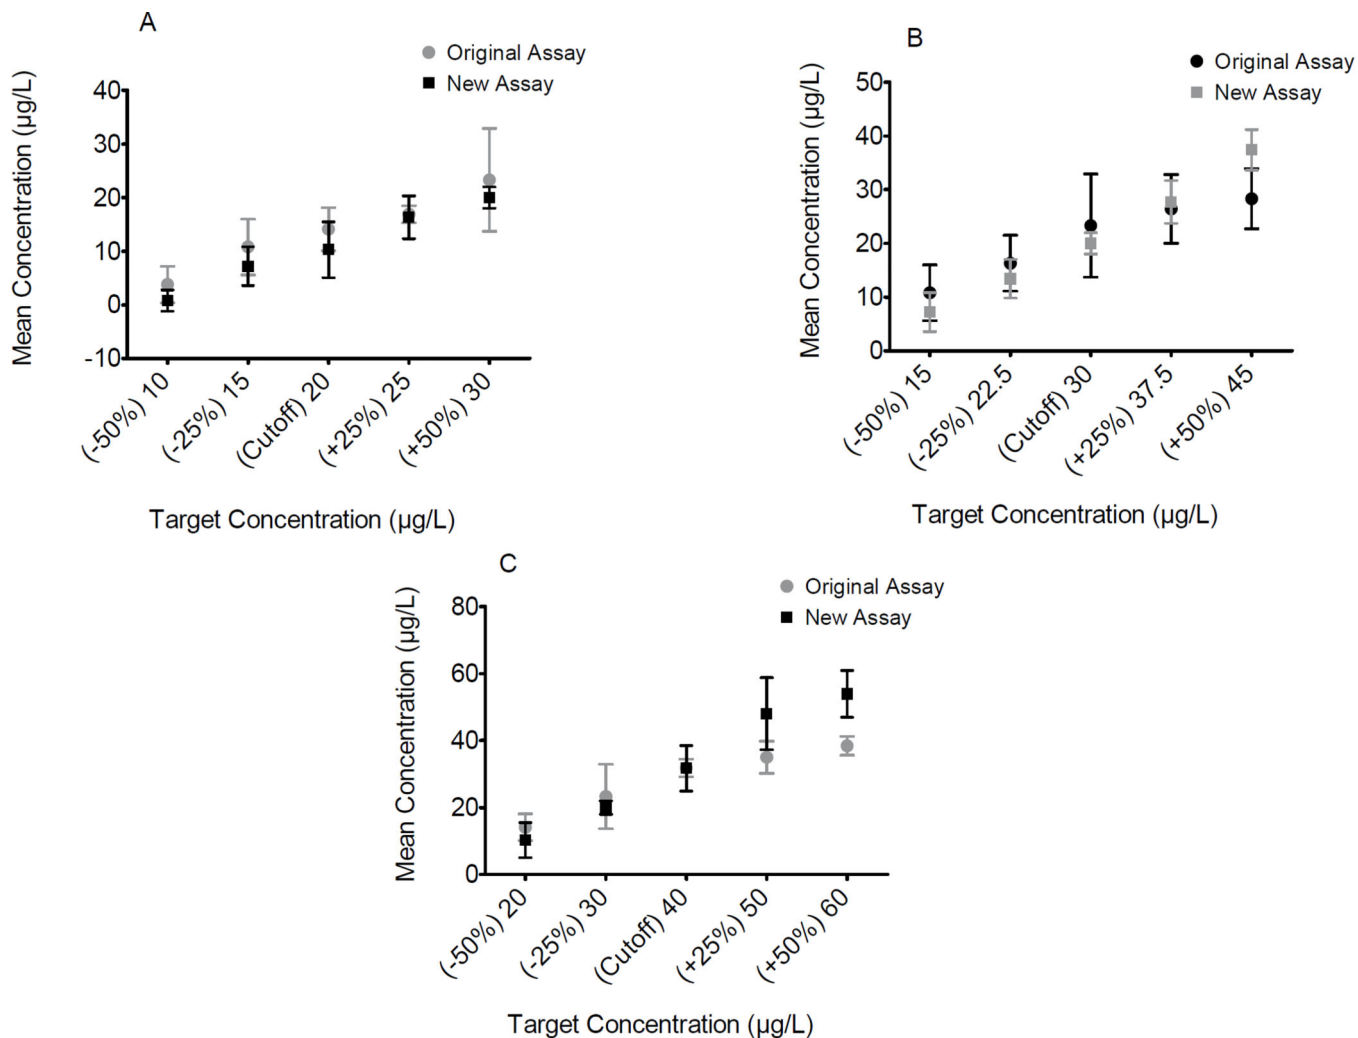 A
Original Assay
New Assay
Mean Concentration (µg/L)
40
30
20
10
0
-10
(-50%) 10
(-25%) 15
(Cutoff) 20
(+25%) 25
(+50%) 30
Target Concentration (µg/L)
B
Original Assay
New Assay
Mean Concentration (µg/L)
50
40
30
20
10
0
(-50%) 15
(-25%) 22.5
(Cutoff) 30
(+25%) 37.5
(+50%) 45
Target Concentration (µg/L)
C
Original Assay
New Assay
Mean Concentration (µg/L)
80
60
40
20
0
(-50%) 20
(-25%) 30
(Cutoff) 40
(+25%) 50
(+50%) 60
Target Concentration (µg/L)